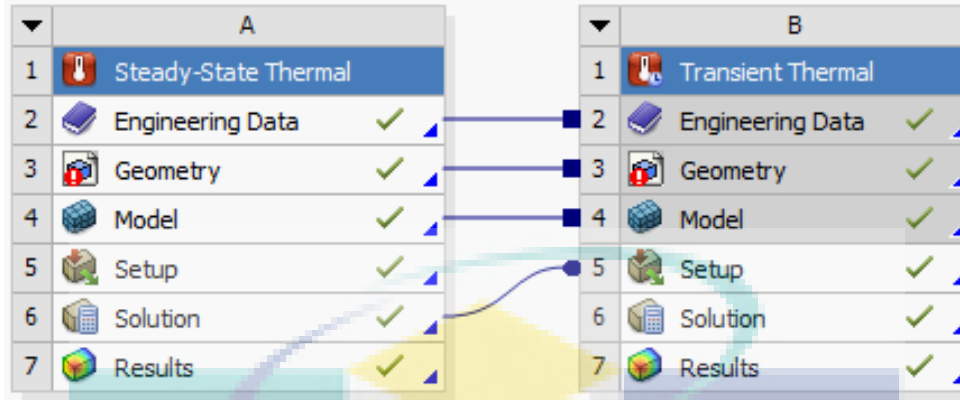 A
1 Steady-State Thermal
2 Engineering Data
3 Geometry
4 Model
5 Setup
6 Solution
7 Results
B
1 Transient Thermal
2 Engineering Data
3 Geometry
4 Model
5 Setup
6 Solution
7 Results